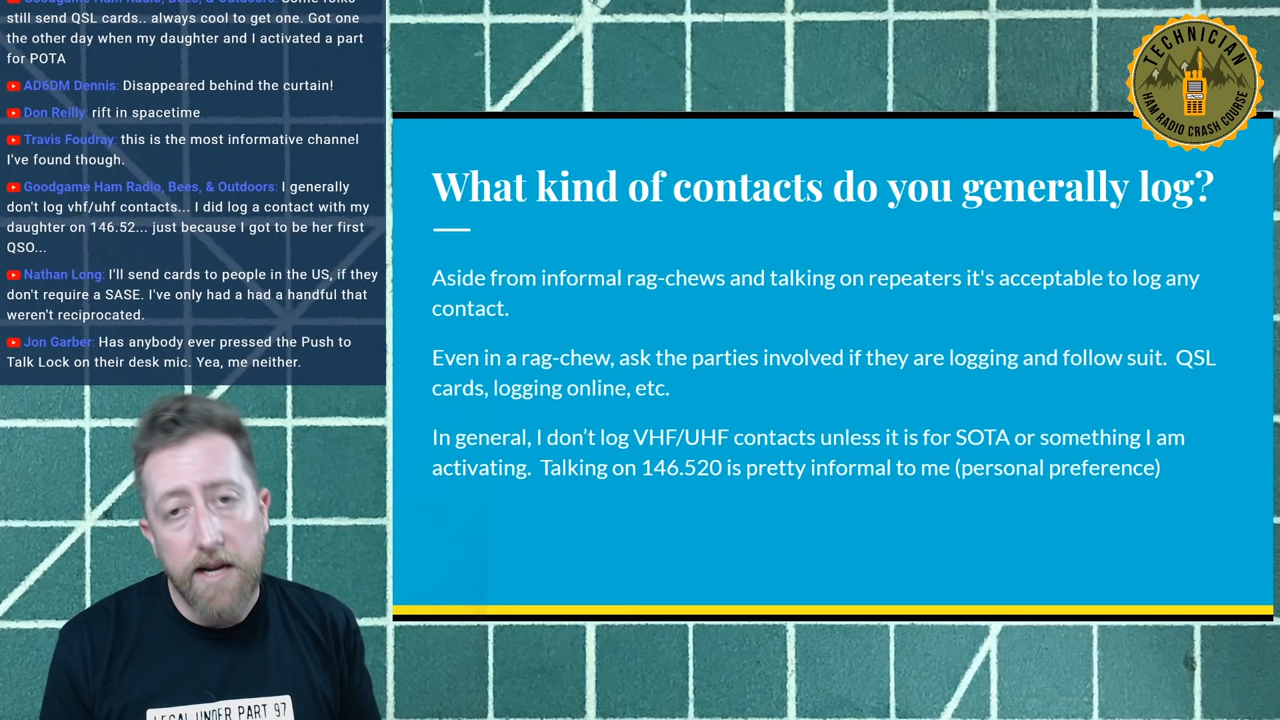 Goodgame Ham Radio, Bees, & Outdoors: Some folks
still send QSL cards.. always cool to get one. Got one
the other day when my daughter and I activated a part
for POTA
AD6DM Dennis: Disappeared behind the curtain!
Don Reilly: rift in spacetime
Travis Foudray: this is the most informative channel
I've found though.
Goodgame Ham Radio, Bees, & Outdoors: I generally
don't log vhf/uhf contacts... I did log a contact with my
daughter on 146.52... just because I got to be her first
QSO...
Nathan Long: I'll send cards to people in the US, if they
don't require a SASE. I've only had a had a handful that
weren't reciprocated.
Jon Garber: Has anybody ever pressed the Push to
Talk Lock on their desk mic. Yea, me neither.
TECHNICIAN
HAM RADIO CRASH COURSE
What kind of contacts do you generally log?
Aside from informal rag-chews and talking on repeaters it's acceptable to log any
contact.
Even in a rag-chew, ask the parties involved if they are logging and follow suit.  QSL
cards, logging online, etc.
In general, I don’t log VHF/UHF contacts unless it is for SOTA or something I am
activating.  Talking on 146.520 is pretty informal to me (personal preference)
LEGAL UNDER PART 97